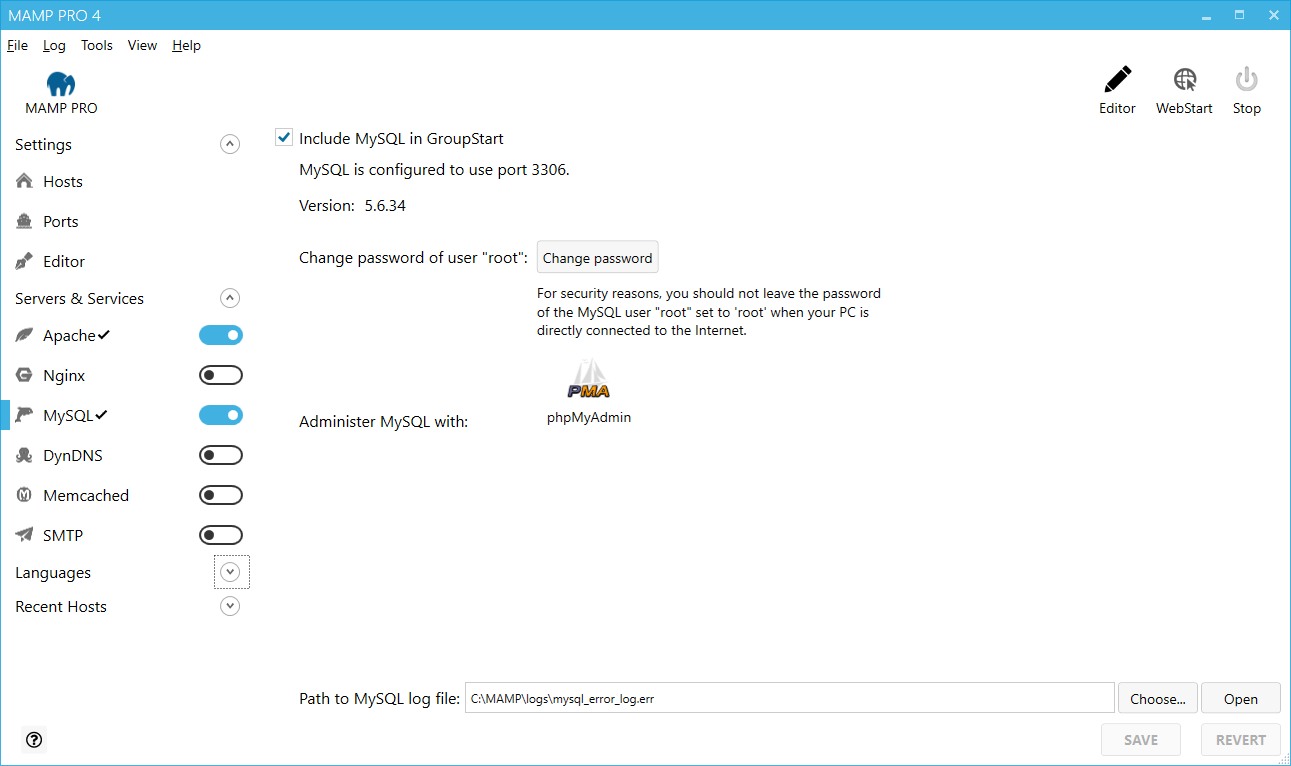 MAMP PRO 4
File Log Tools View Help
MAMP PRO
Editor WebStart Stop
Settings
Hosts
Ports
Editor
Servers & Services
Apache
Nginx
MySQL
DynDNS
Memcached
SMTP
Languages
Recent Hosts
Include MySQL in GroupStart
MySQL is configured to use port 3306.
Version: 5.6.34
Change password of user "root": Change password
For security reasons, you should not leave the password
of the MySQL user "root" set to 'root' when your PC is
directly connected to the Internet.
PMA
Administer MySQL with: phpMyAdmin
Path to MySQL log file: C:\MAMP\logs\mysql_error_log.err Choose... Open
SAVE REVERT